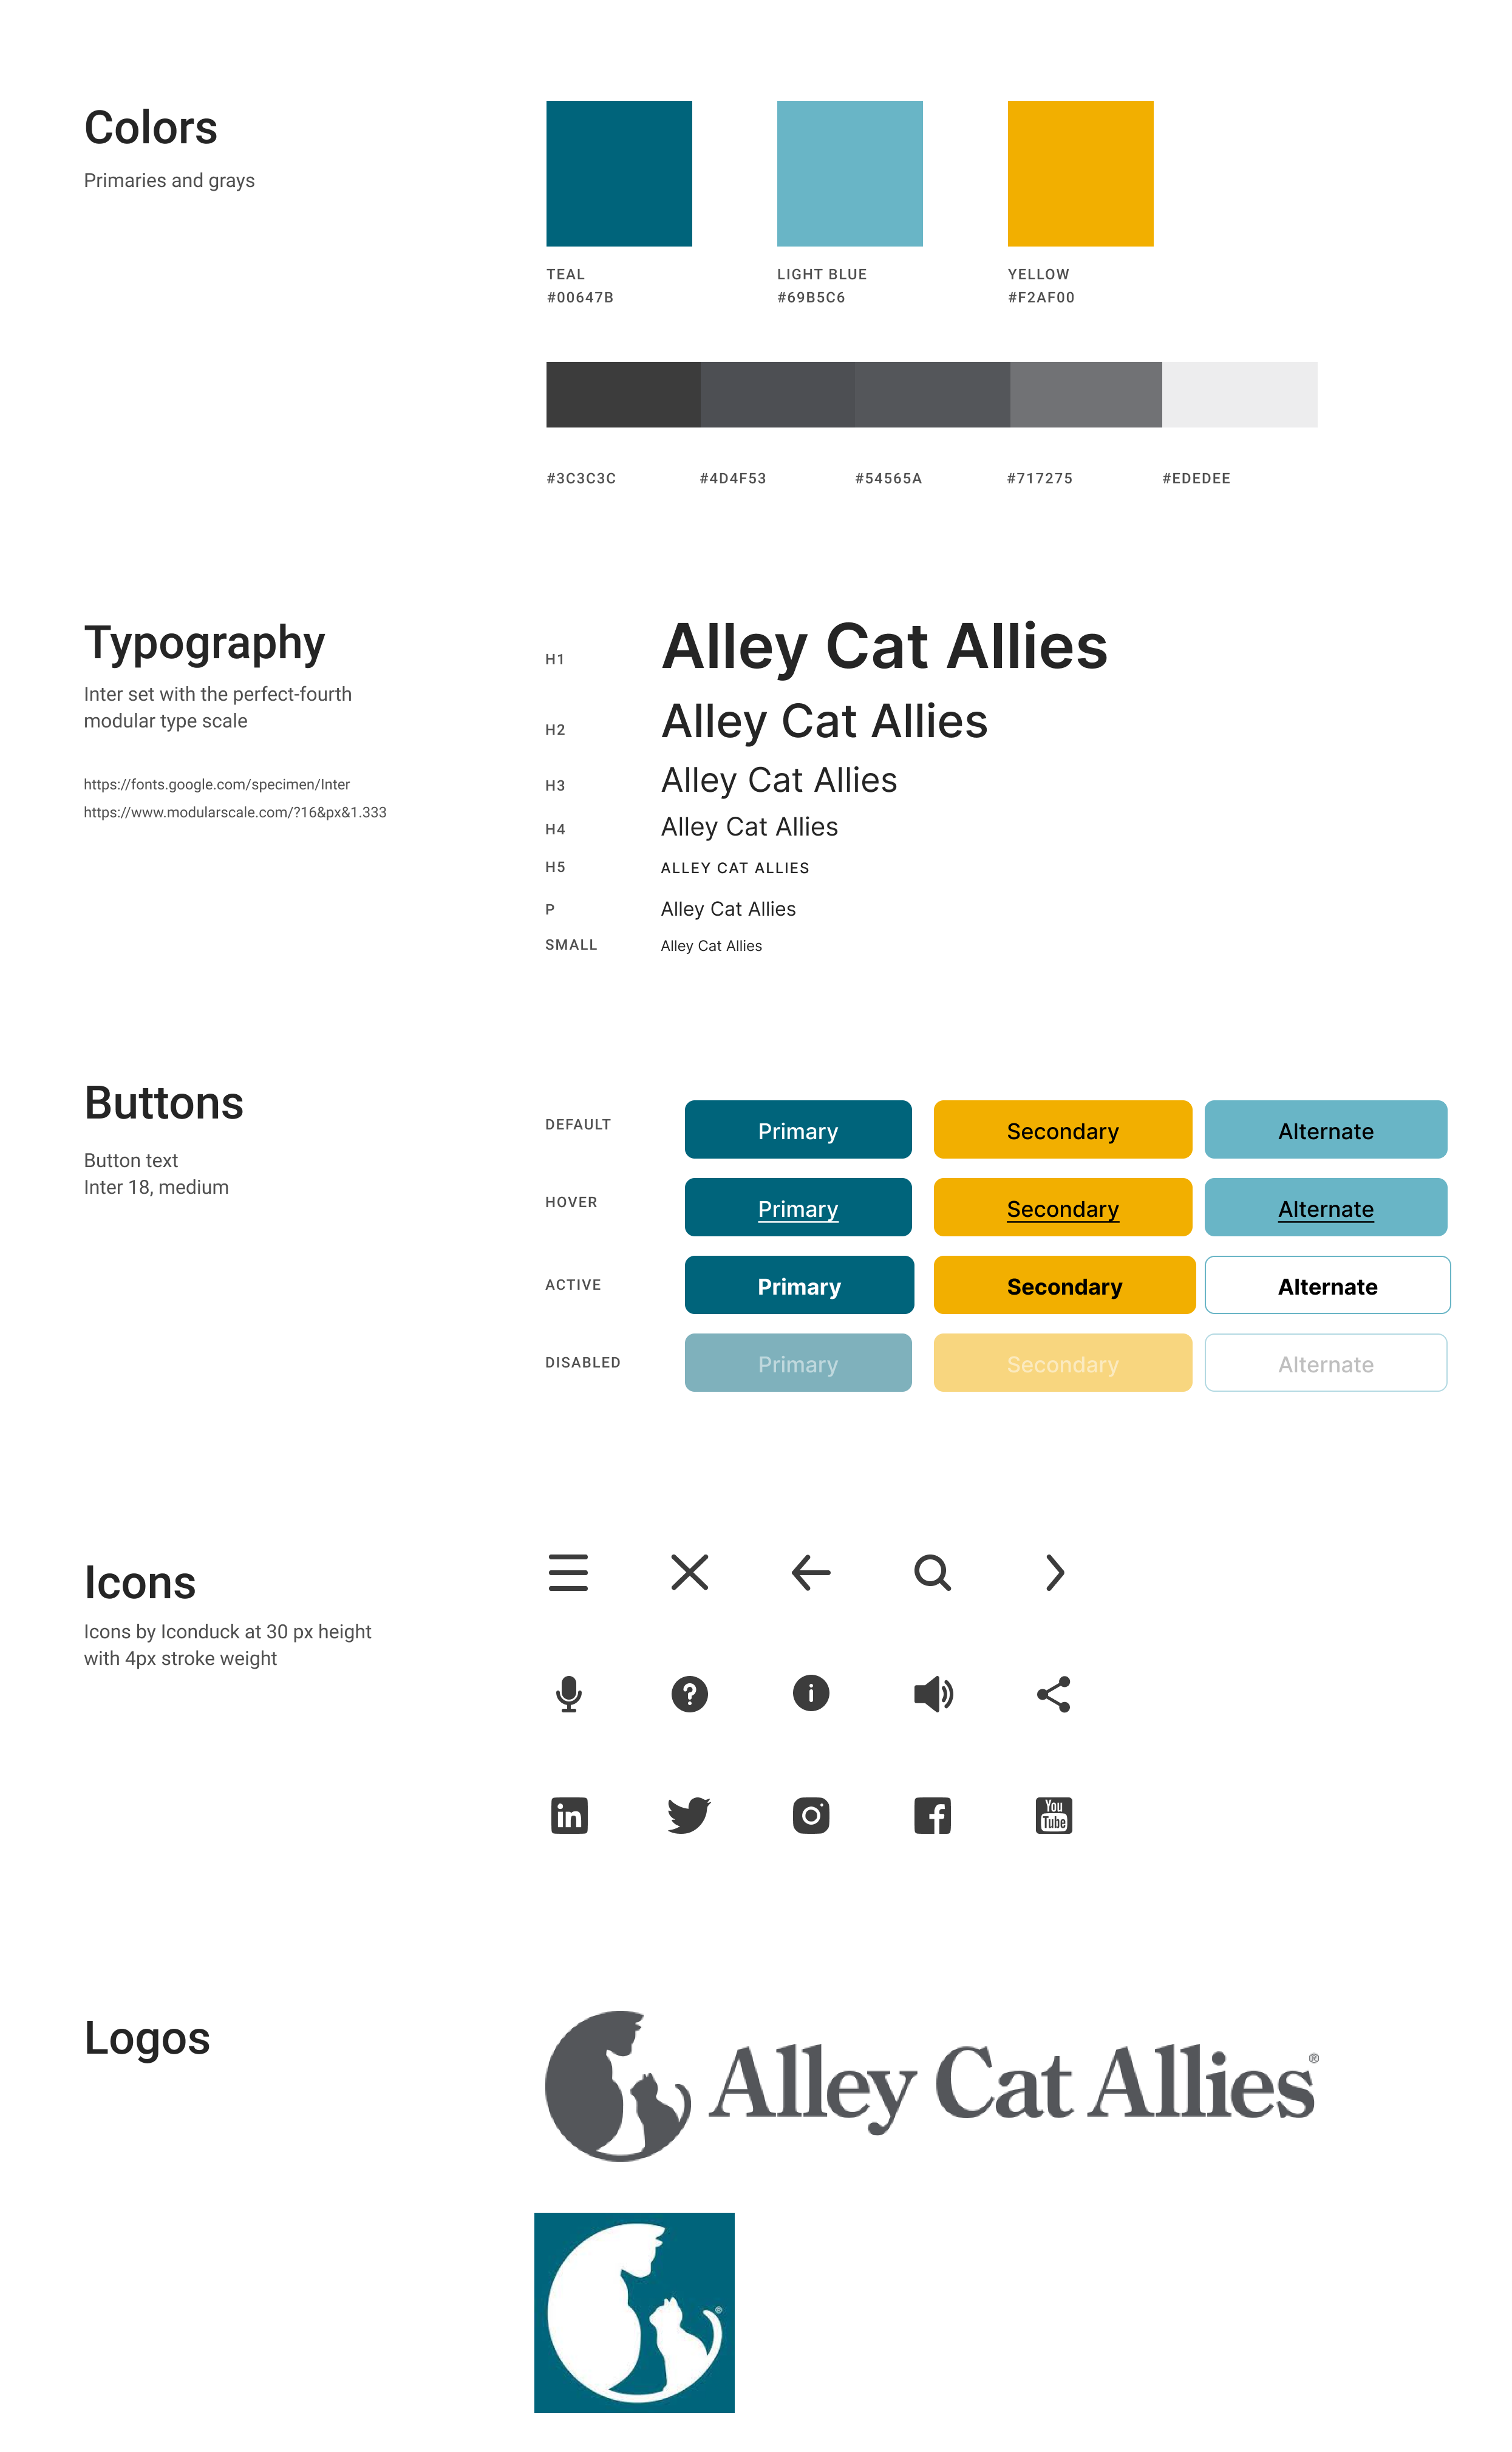 Colors
Primaries and grays
TEAL
#00647B
LIGHT BLUE
#69B5C6
YELLOW
#F2AF00
#3C3C3C
#4D4F53
#54565A
#717275
#EDEDEE
Typography
Inter set with the perfect-fourth
modular type scale
https://fonts.google.com/specimen/Inter
https://www.modularscale.com/?16&px&1.333
H1 Alley Cat Allies
H2 Alley Cat Allies
H3 Alley Cat Allies
H4 Alley Cat Allies
H5 ALLEY CAT ALLIES
P Alley Cat Allies
SMALL Alley Cat Allies
Buttons
Button text
Inter 18, medium
DEFAULT Primary Secondary Alternate
HOVER Primary Secondary Alternate
ACTIVE Primary Secondary Alternate
DISABLED Primary Secondary Alternate
Icons
Icons by Iconduck at 30 px height
with 4px stroke weight
?
i
in
f
You
Tube
Logos
Alley Cat Allies®
®